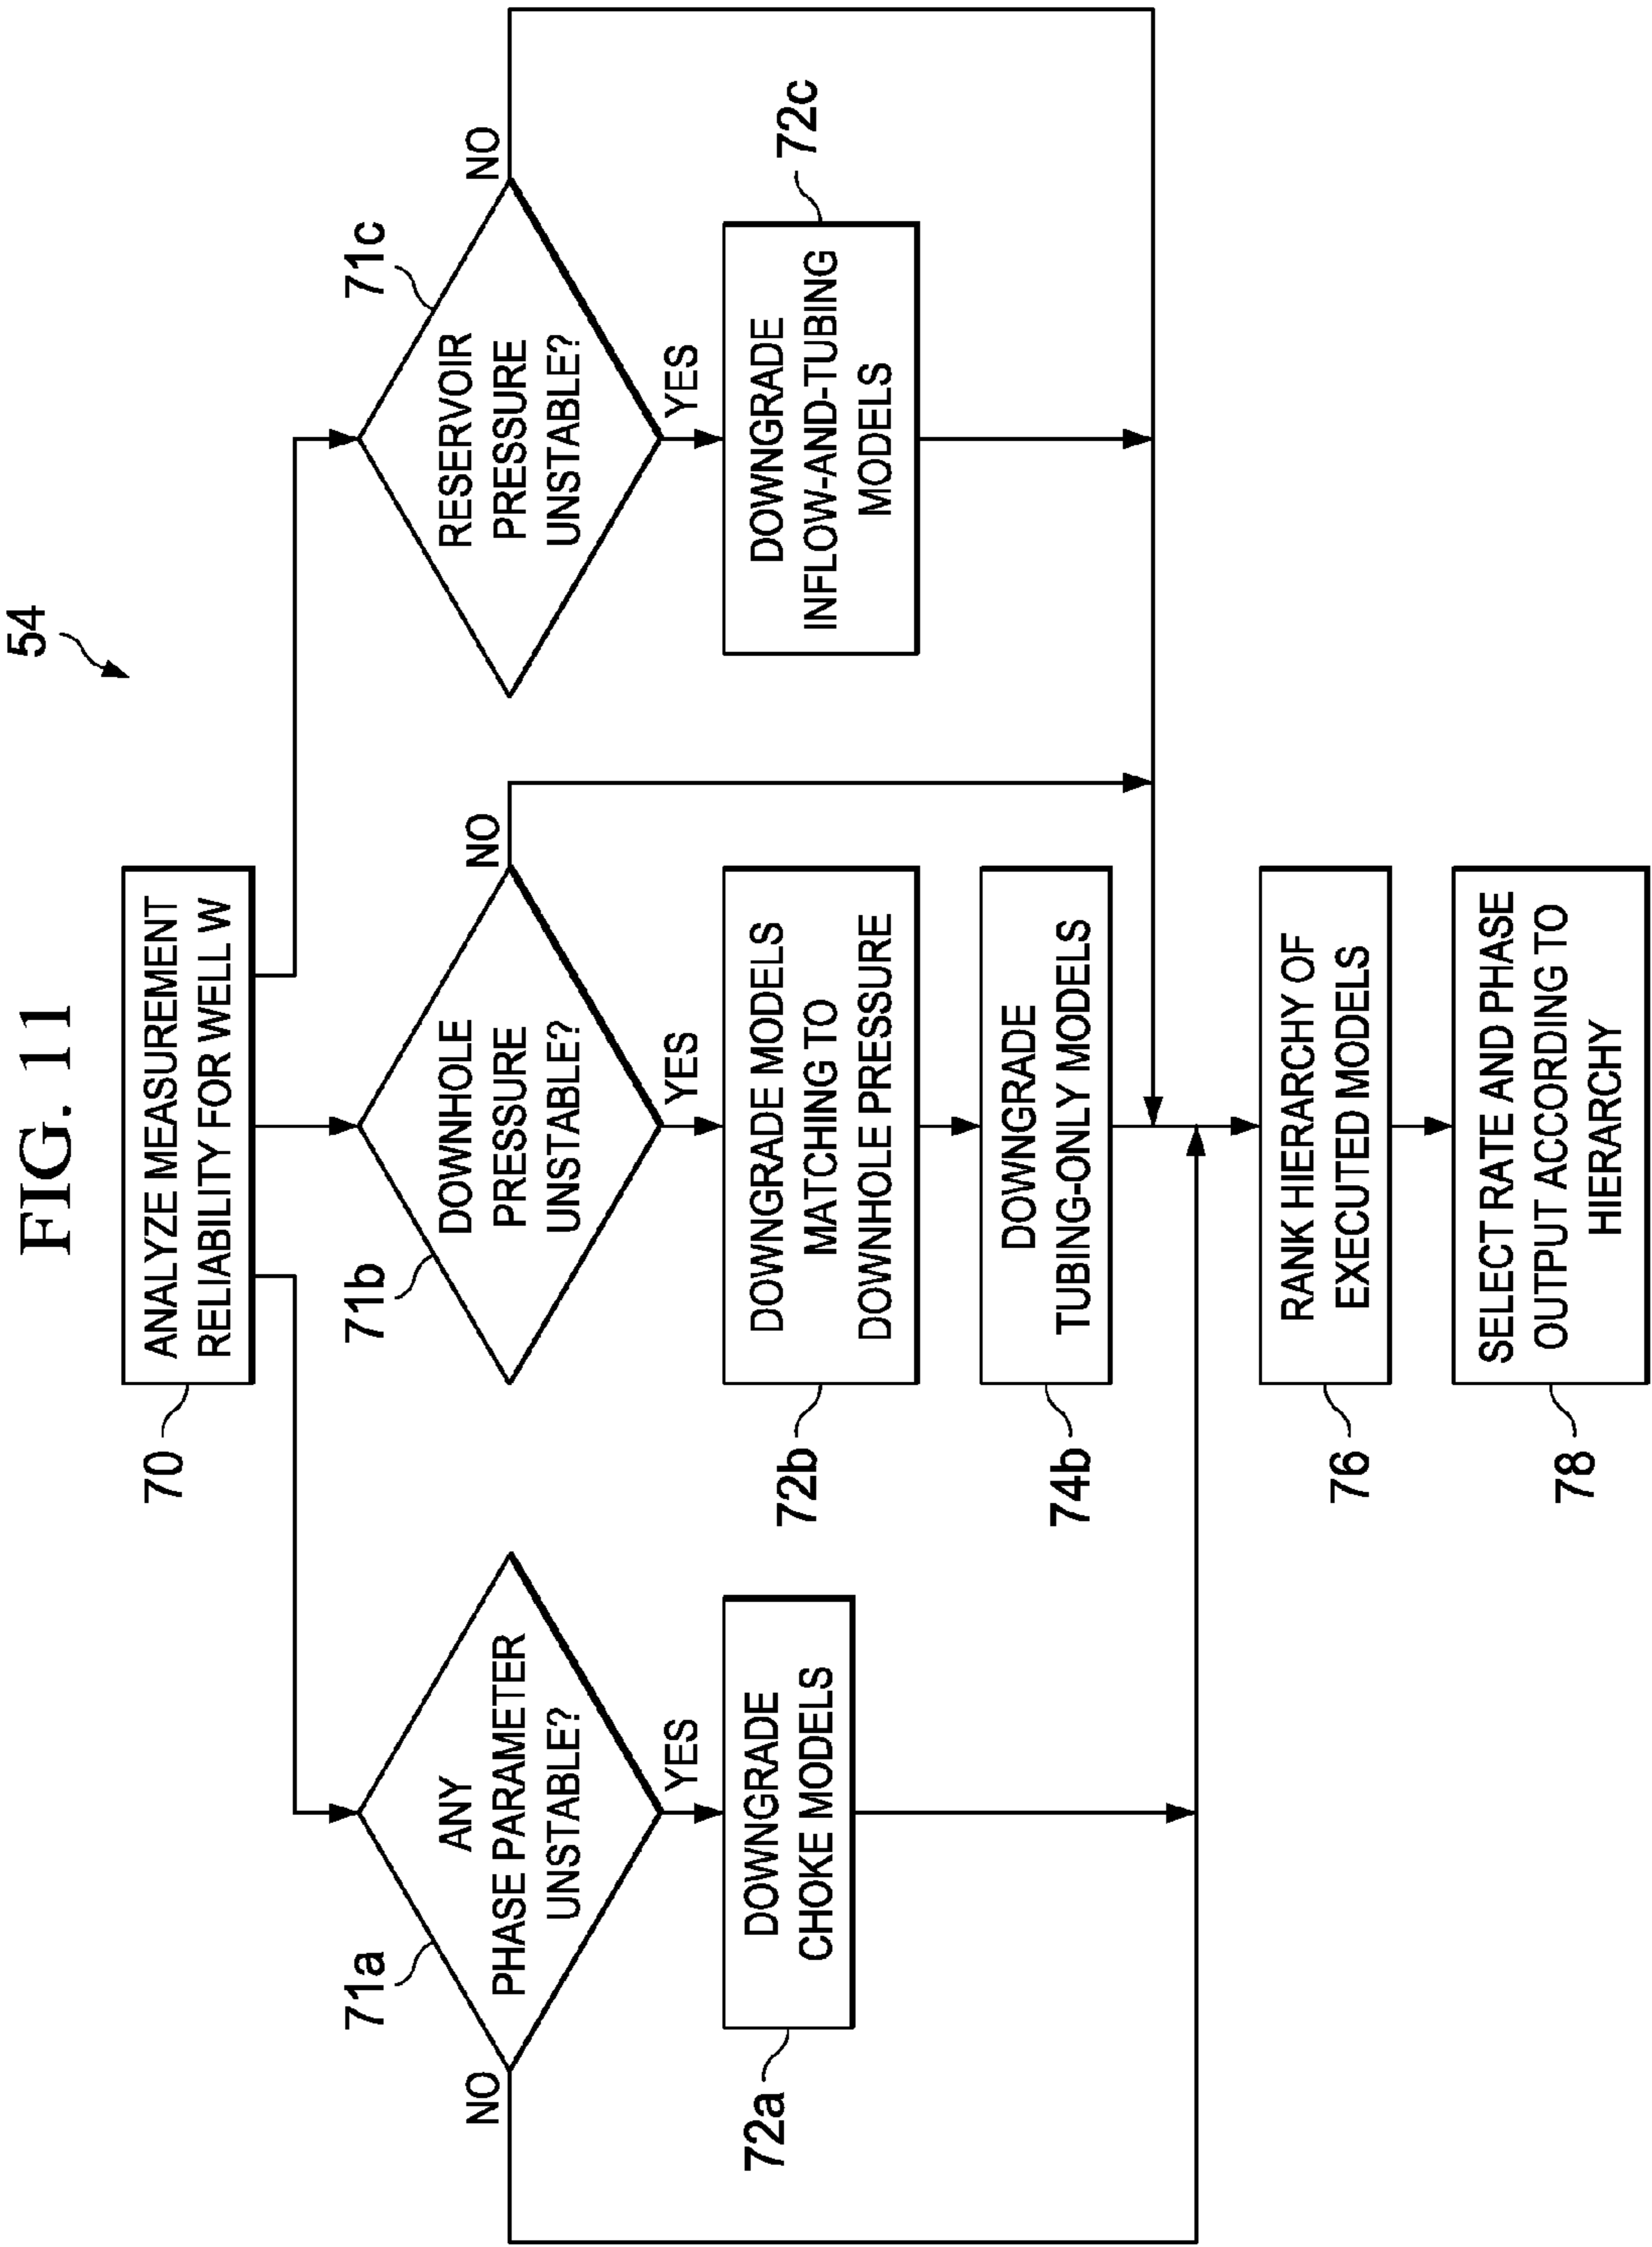 FIG. 11
54
70
ANALYZE MEASUREMENT
RELIABILITY FOR WELL W
71a
ANY
PHASE PARAMETER
UNSTABLE?
NO
YES
72a
DOWNGRADE
CHOKE MODELS
71b
DOWNHOLE
PRESSURE
UNSTABLE?
NO
YES
72b
DOWNGRADE MODELS
MATCHING TO
DOWNHOLE PRESSURE
74b
DOWNGRADE
TUBING-ONLY MODELS
71c
RESERVOIR
PRESSURE
UNSTABLE?
NO
YES
72c
DOWNGRADE
INFLOW-AND-TUBING
MODELS
76
RANK HIERARCHY OF
EXECUTED MODELS
78
SELECT RATE AND PHASE
OUTPUT ACCORDING TO
HIERARCHY